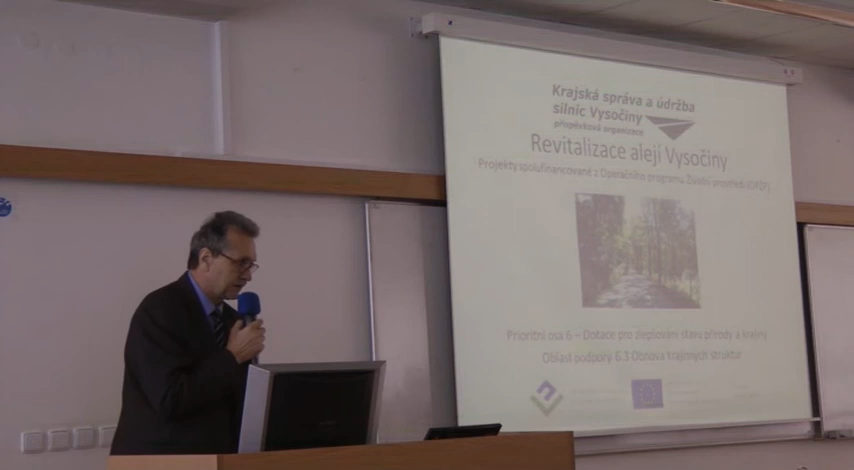 Krajská správa a údržba
silnic Vysočiny
příspěvková organizace
Revitalizace alejí Vysočiny
Projekty spolufinancované z Operačního programu Životní prostředí (OPŽP)
Prioritní osa 6 – Dotace pro zlepšování stavu přírody a krajiny
Oblast podpory 6.3 Obnova krajinných struktur